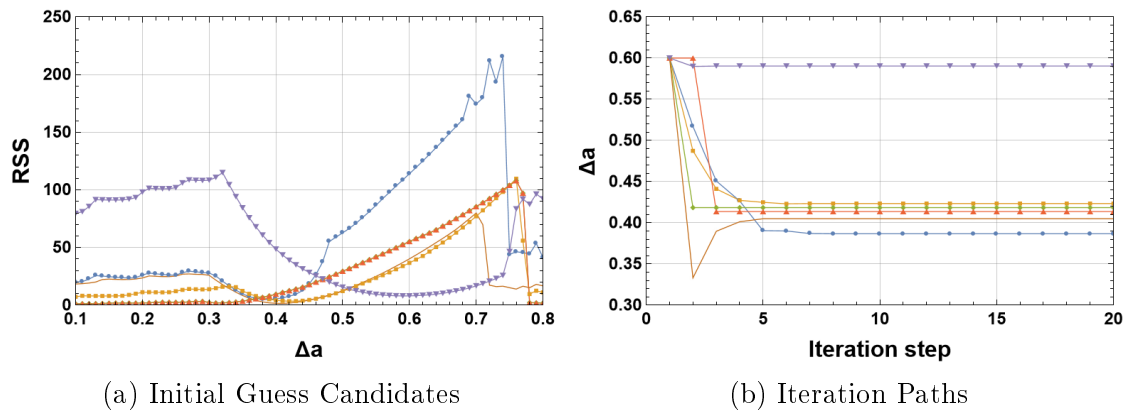 250
200
150
100
50
0
RSS
0.1 0.2 0.3 0.4 0.5 0.6 0.7 0.8
Δa
(a) Initial Guess Candidates
0.65
0.60
0.55
0.50
0.45
0.40
0.35
0.30
Δa
0 5 10 15 20
Iteration step
(b) Iteration Paths